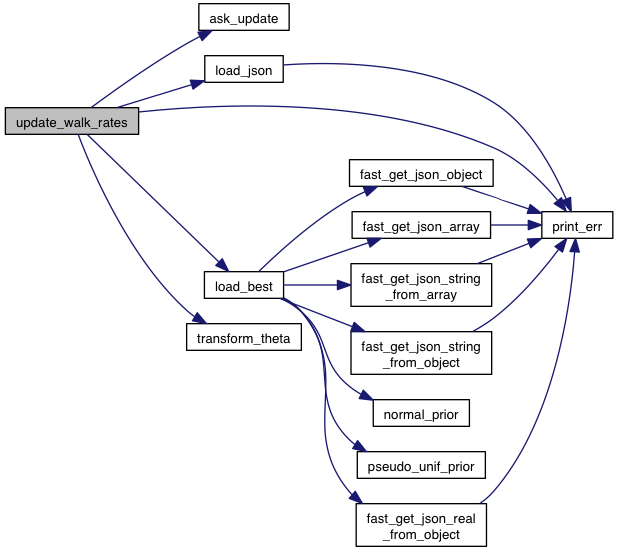 ask_update
load_json
update_walk_rates
fast_get_json_object
fast_get_json_array
print_err
fast_get_json_string
_from_array
load_best
transform_theta
fast_get_json_string
_from_object
normal_prior
pseudo_unif_prior
fast_get_json_real
_from_object